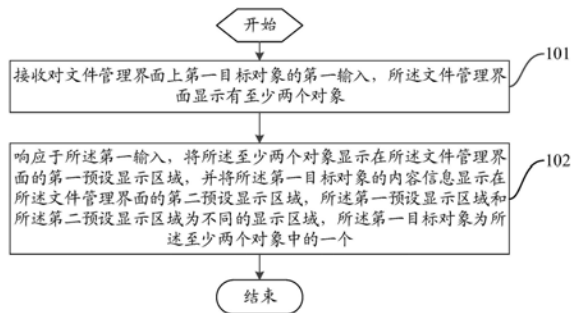 开始
接收对文件管理界面上第一目标对象的第一输入，所述文件管理界
面显示有至少两个对象
101
响应于所述第一输入，将所述至少两个对象显示在所述文件管理界
面的第一预设显示区域，并将所述第一目标对象的内容信息显示在
所述文件管理界面的第二预设显示区域，所述第一预设显示区域和
所述第二预设显示区域为不同的显示区域，所述第一目标对象为所
述至少两个对象中的一个
102
结束